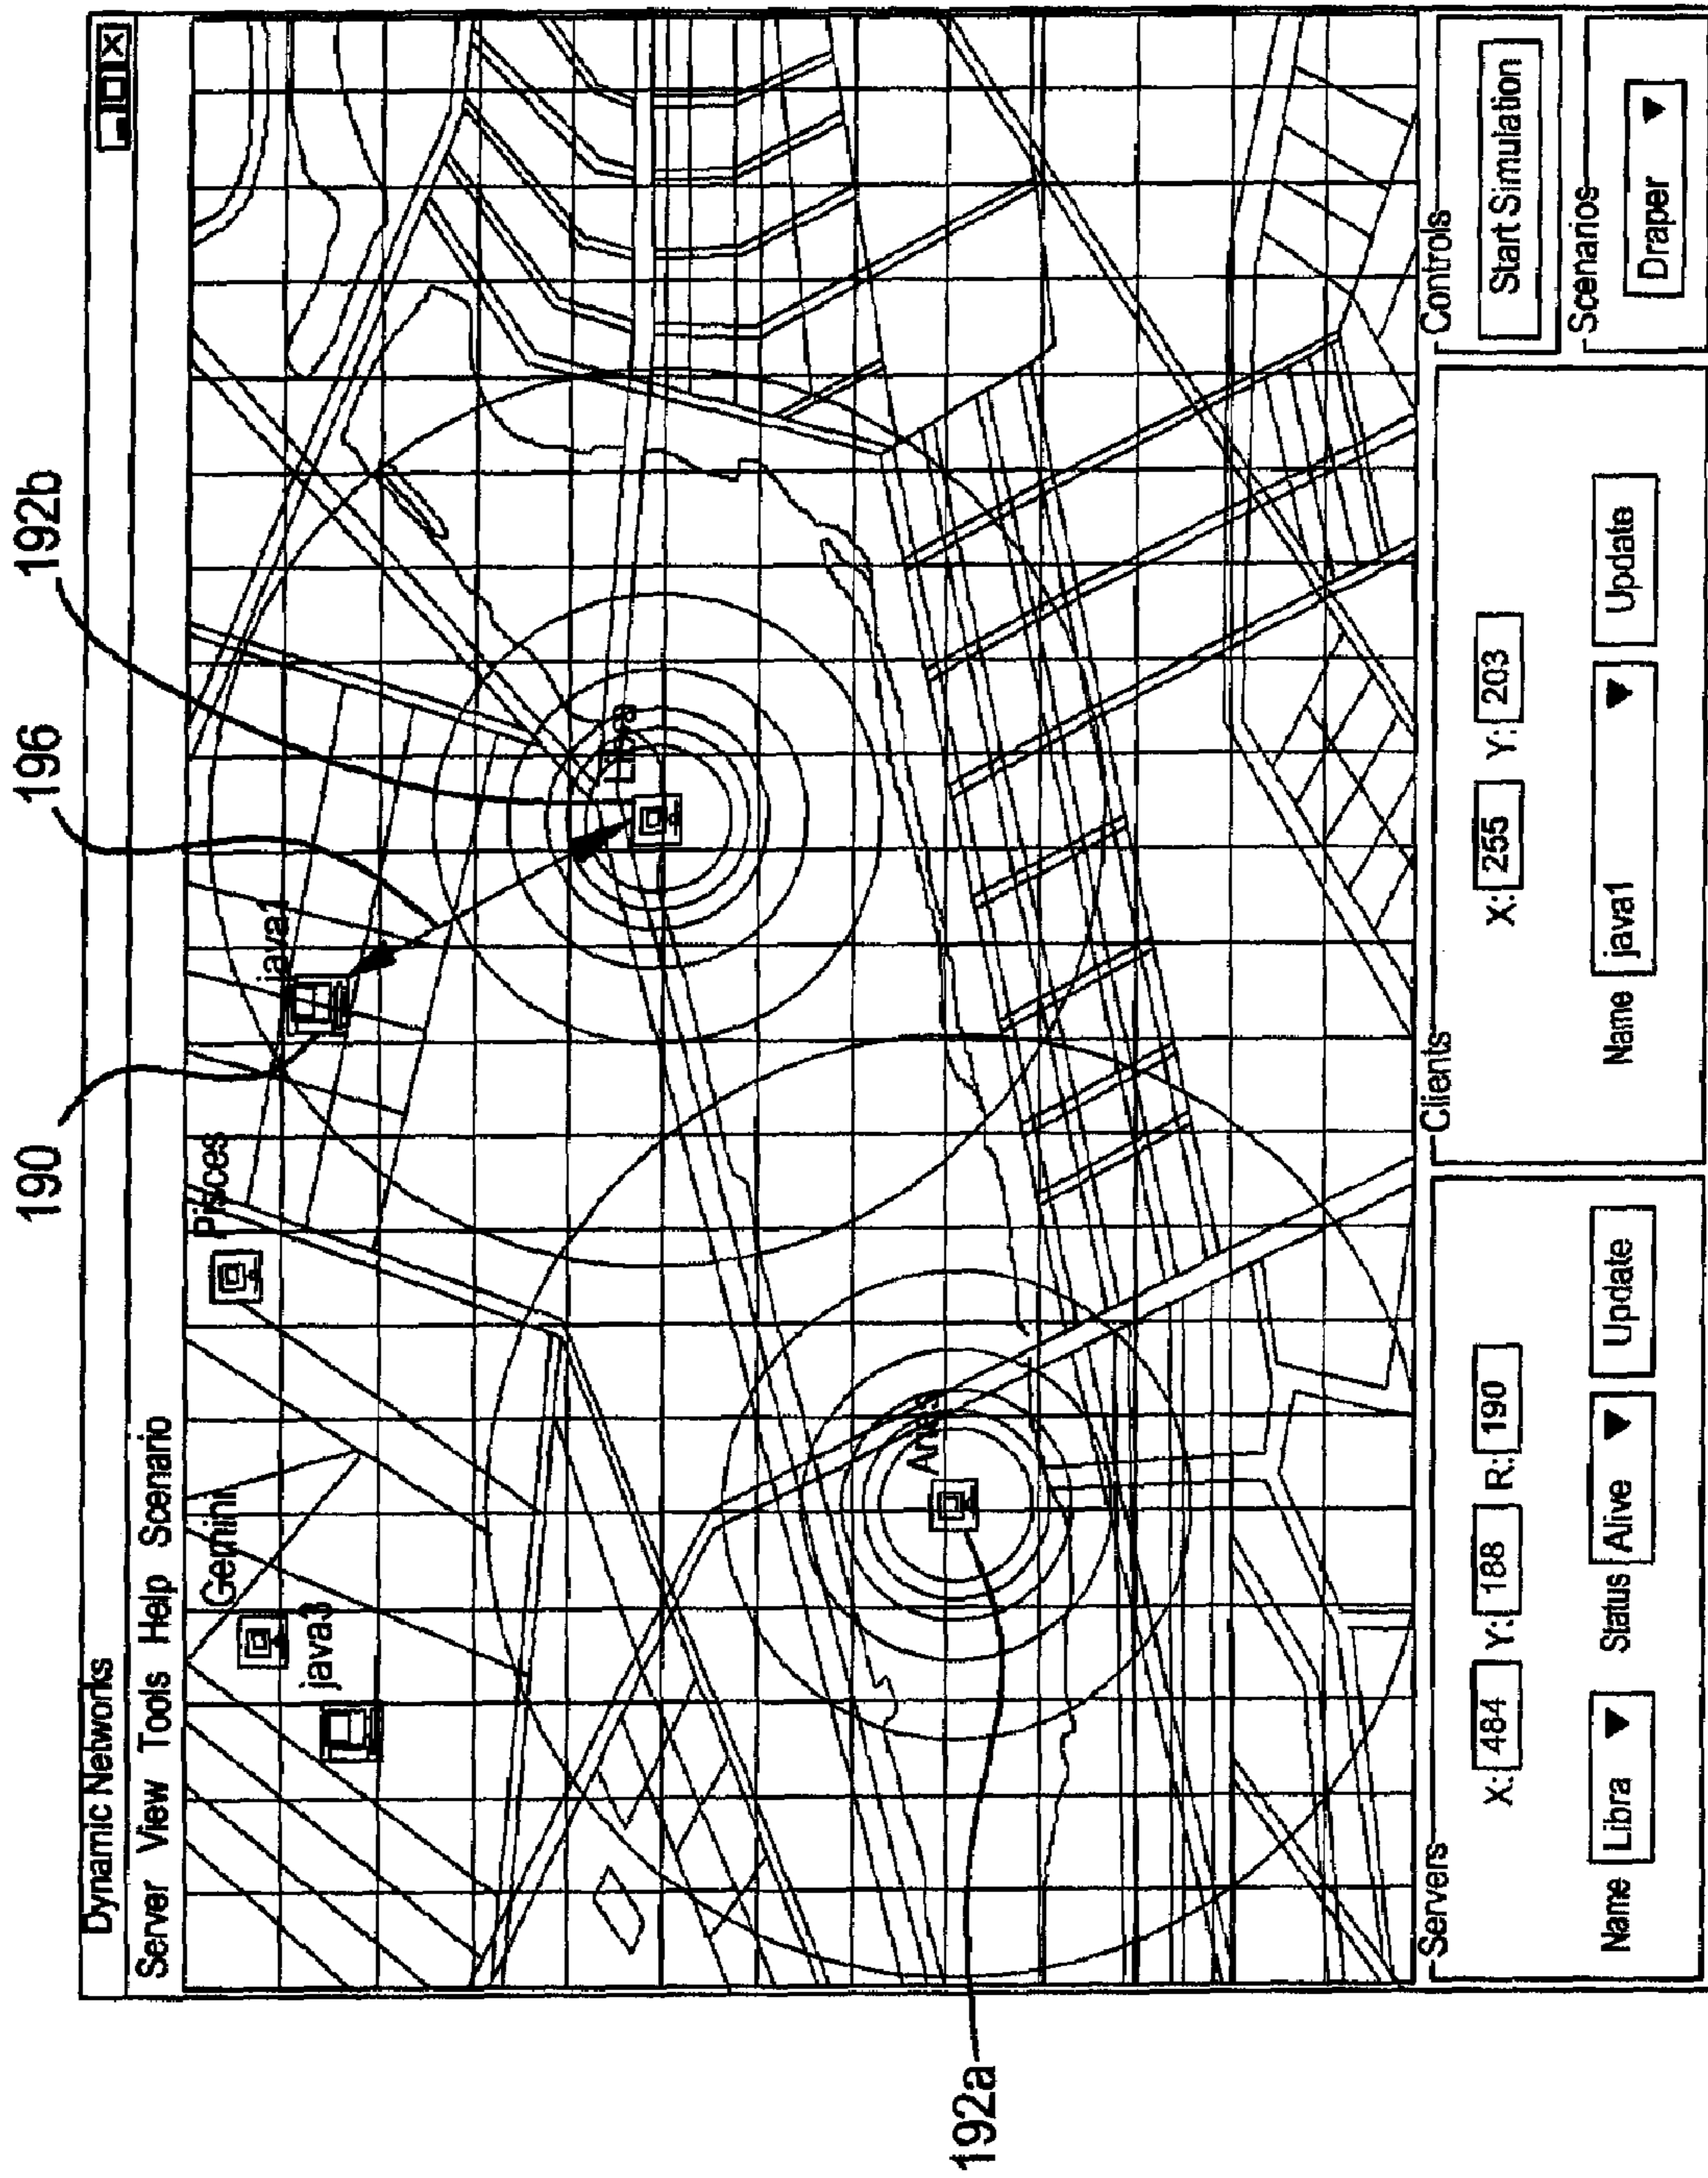 Dynamic Networks
Server View Tools Help Scenario
Gemini
java3
Pisces
190
java1
196
192b
Libra
Aries
192a
Servers
X: 484 Y: 188 R: 190
Name Libra Status Alive Update
Clients
X: 255 Y: 203
Name java1 Update
Controls
Start Simulation
Scenarios
Draper